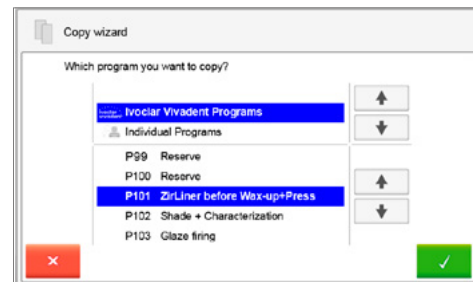 Copy wizard
Which program you want to copy?
Ivoclar Vivadent Programs
Individual Programs
P99 Reserve
P100 Reserve
P101 ZirLiner before Wax-up+Press
P102 Shade + Characterization
P103 Glaze firing